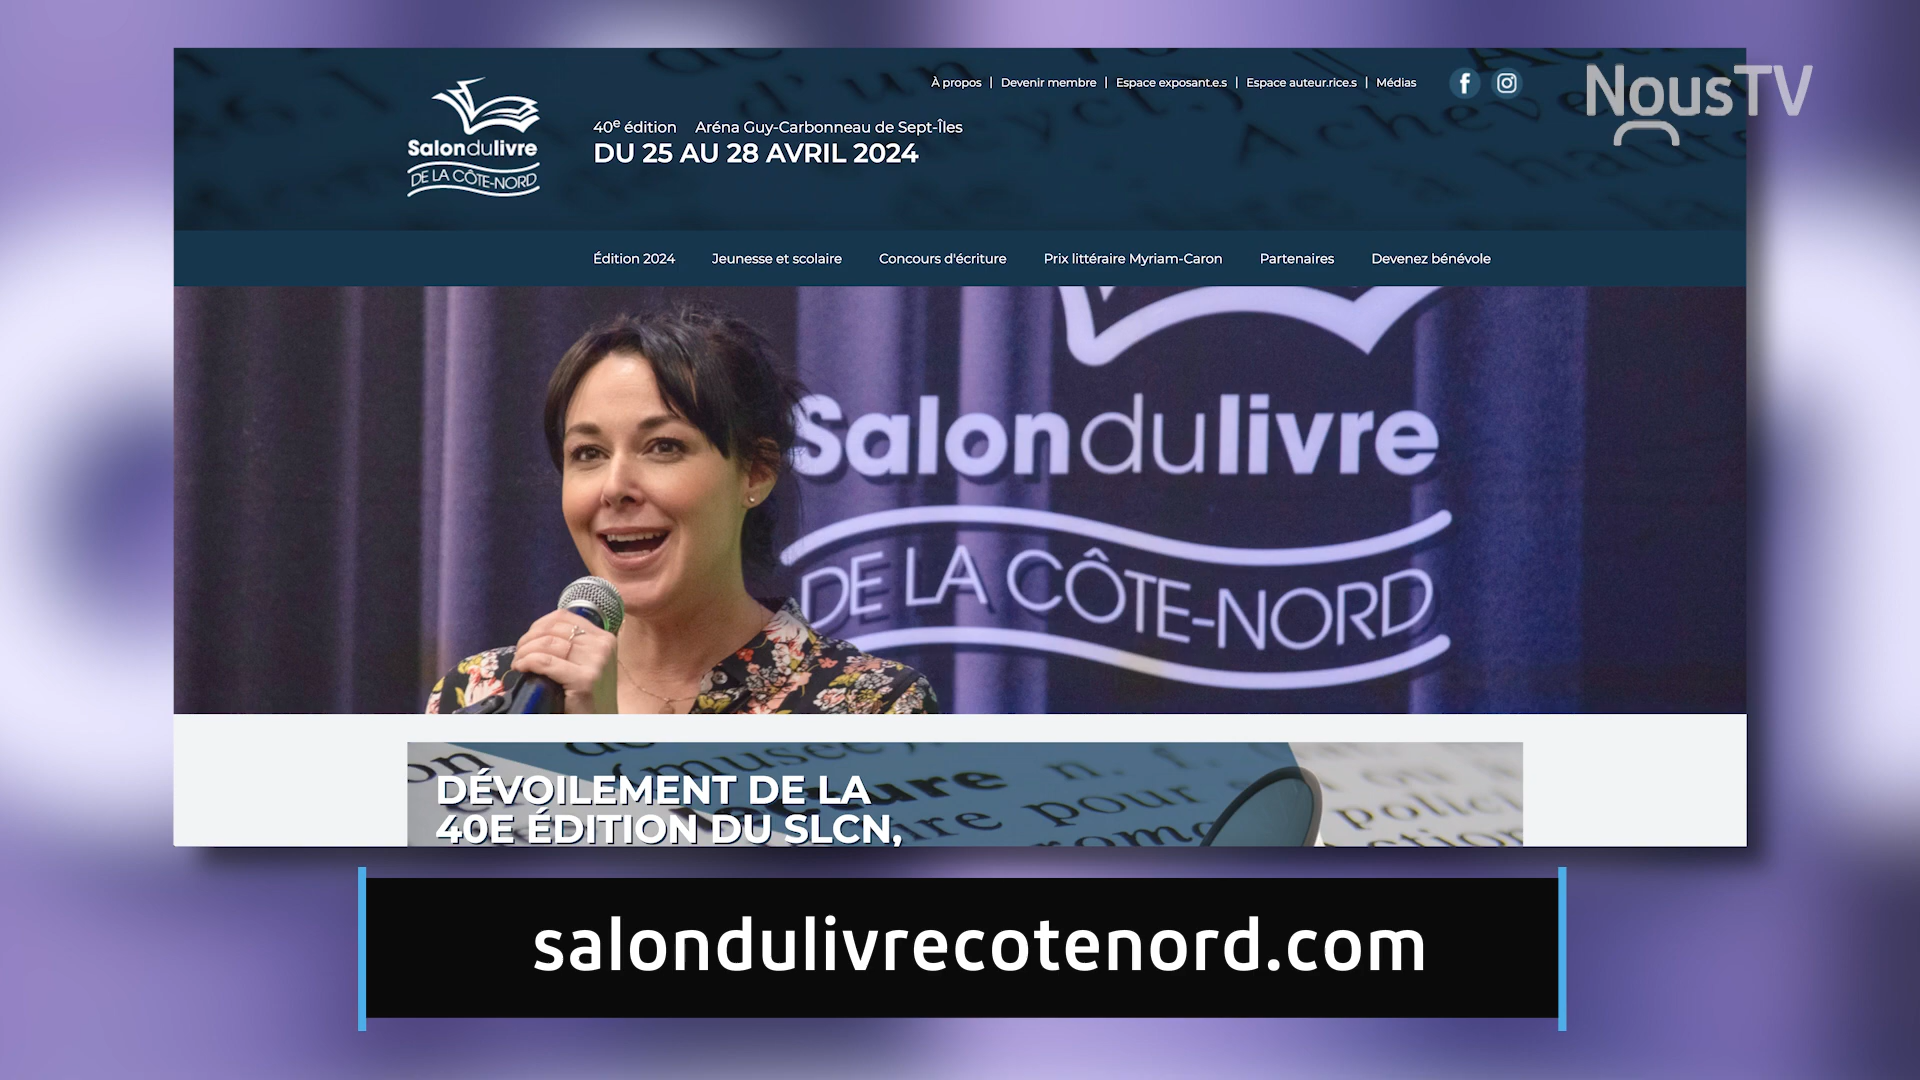 À propos | Devenir membre | Espace exposant.e.s | Espace auteur.rice.s | Médias
NousTV
Salondulivre
DE LA CÔTE-NORD
40e édition Aréna Guy-Carbonneau de Sept-Îles
DU 25 AU 28 AVRIL 2024
Édition 2024 Jeunesse et scolaire Concours d'écriture Prix littéraire Myriam-Caron Partenaires Devenez bénévole
Salondulivre
DE LA CÔTE-NORD
DÉVOILEMENT DE LA
40E ÉDITION DU SLCN,
salondulivrecotenord.com